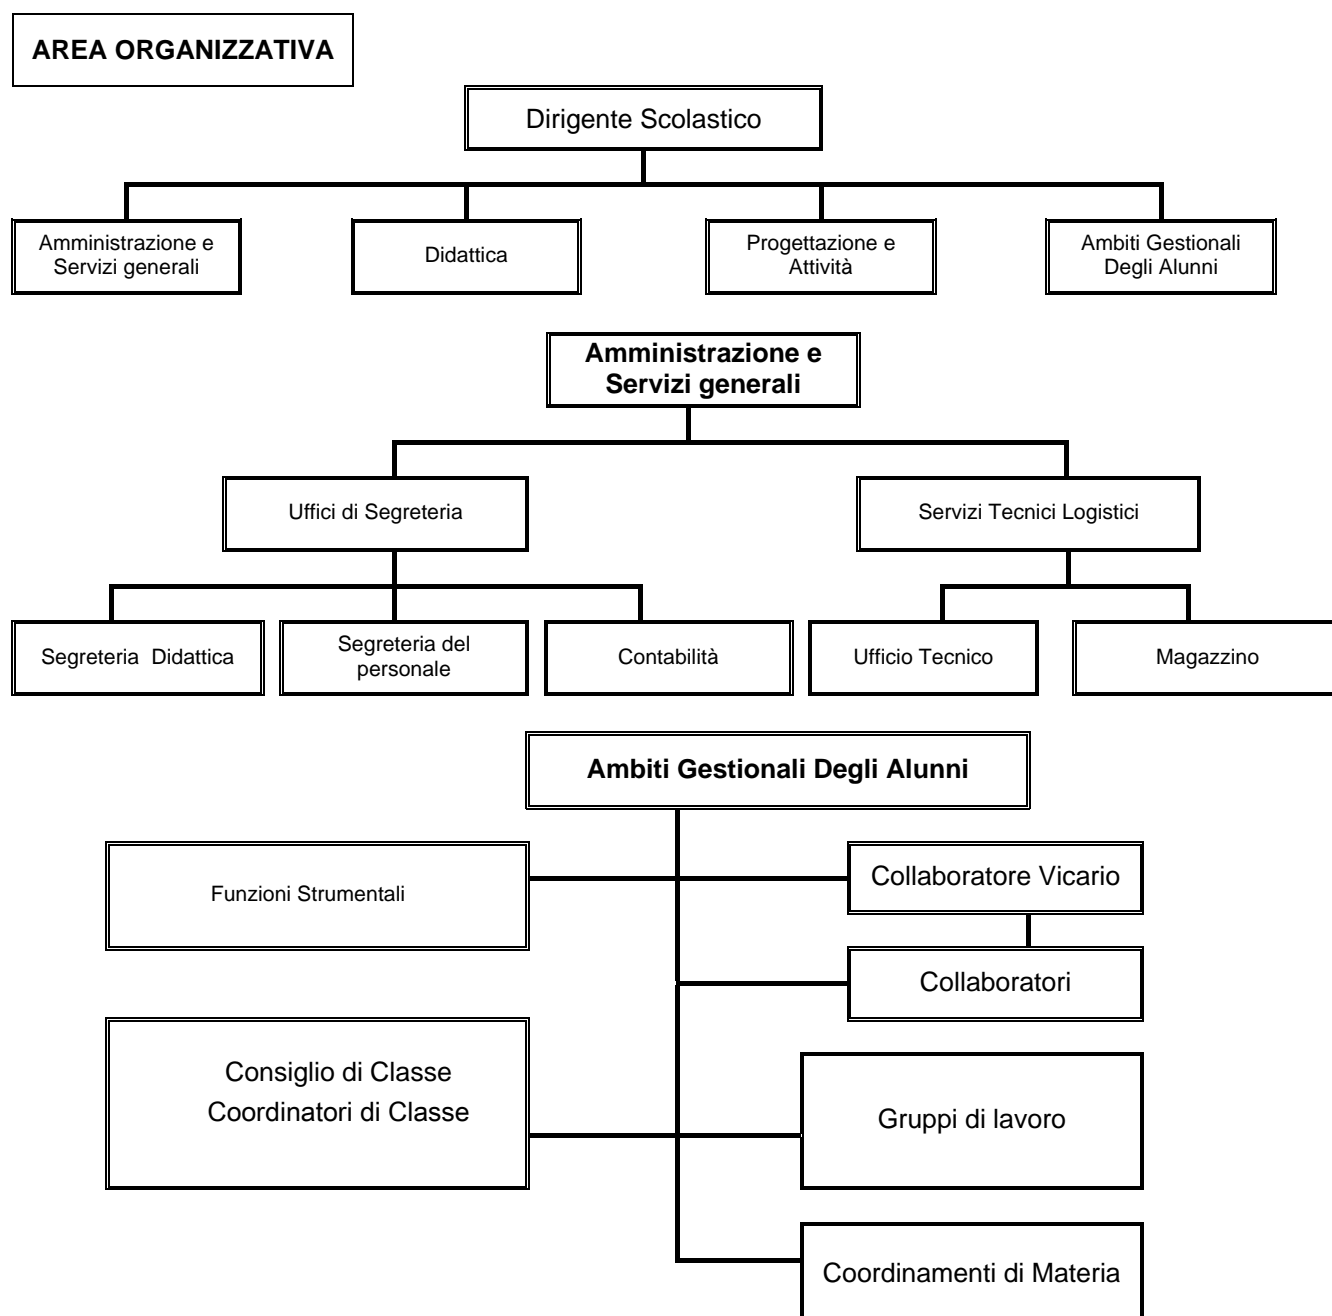 AREA ORGANIZZATIVA
Dirigente Scolastico
Amministrazione e
Servizi generali
Didattica
Progettazione e
Attività
Ambiti Gestionali
Degli Alunni
Amministrazione e
Servizi generali
Uffici di Segreteria
Servizi Tecnici Logistici
Segreteria Didattica
Segreteria del
personale
Contabilità
Ufficio Tecnico
Magazzino
Ambiti Gestionali Degli Alunni
Funzioni Strumentali
Collaboratore Vicario
Collaboratori
Consiglio di Classe
Coordinatori di Classe
Gruppi di lavoro
Coordinamenti di Materia